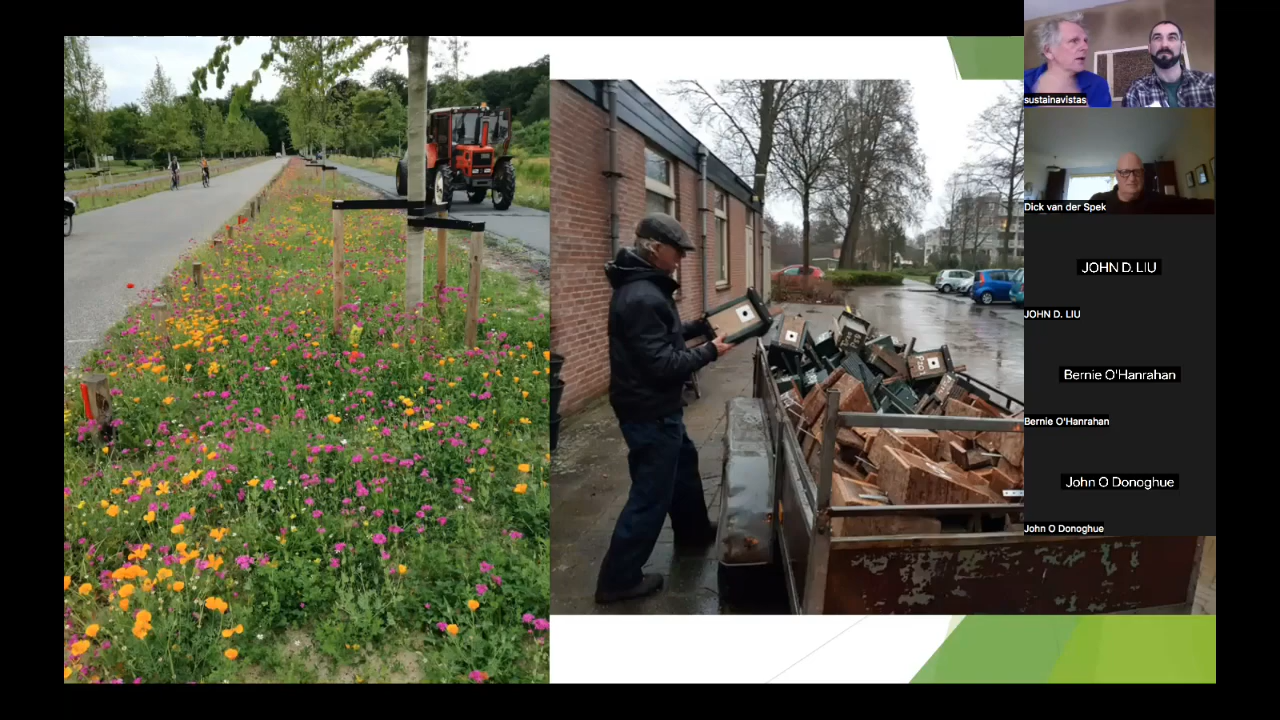 sustainavistas
Dick van der Spek
JOHN D. LIU
JOHN D. LIU
Bernie O'Hanrahan
Bernie O'Hanrahan
John O Donoghue
John O Donoghue